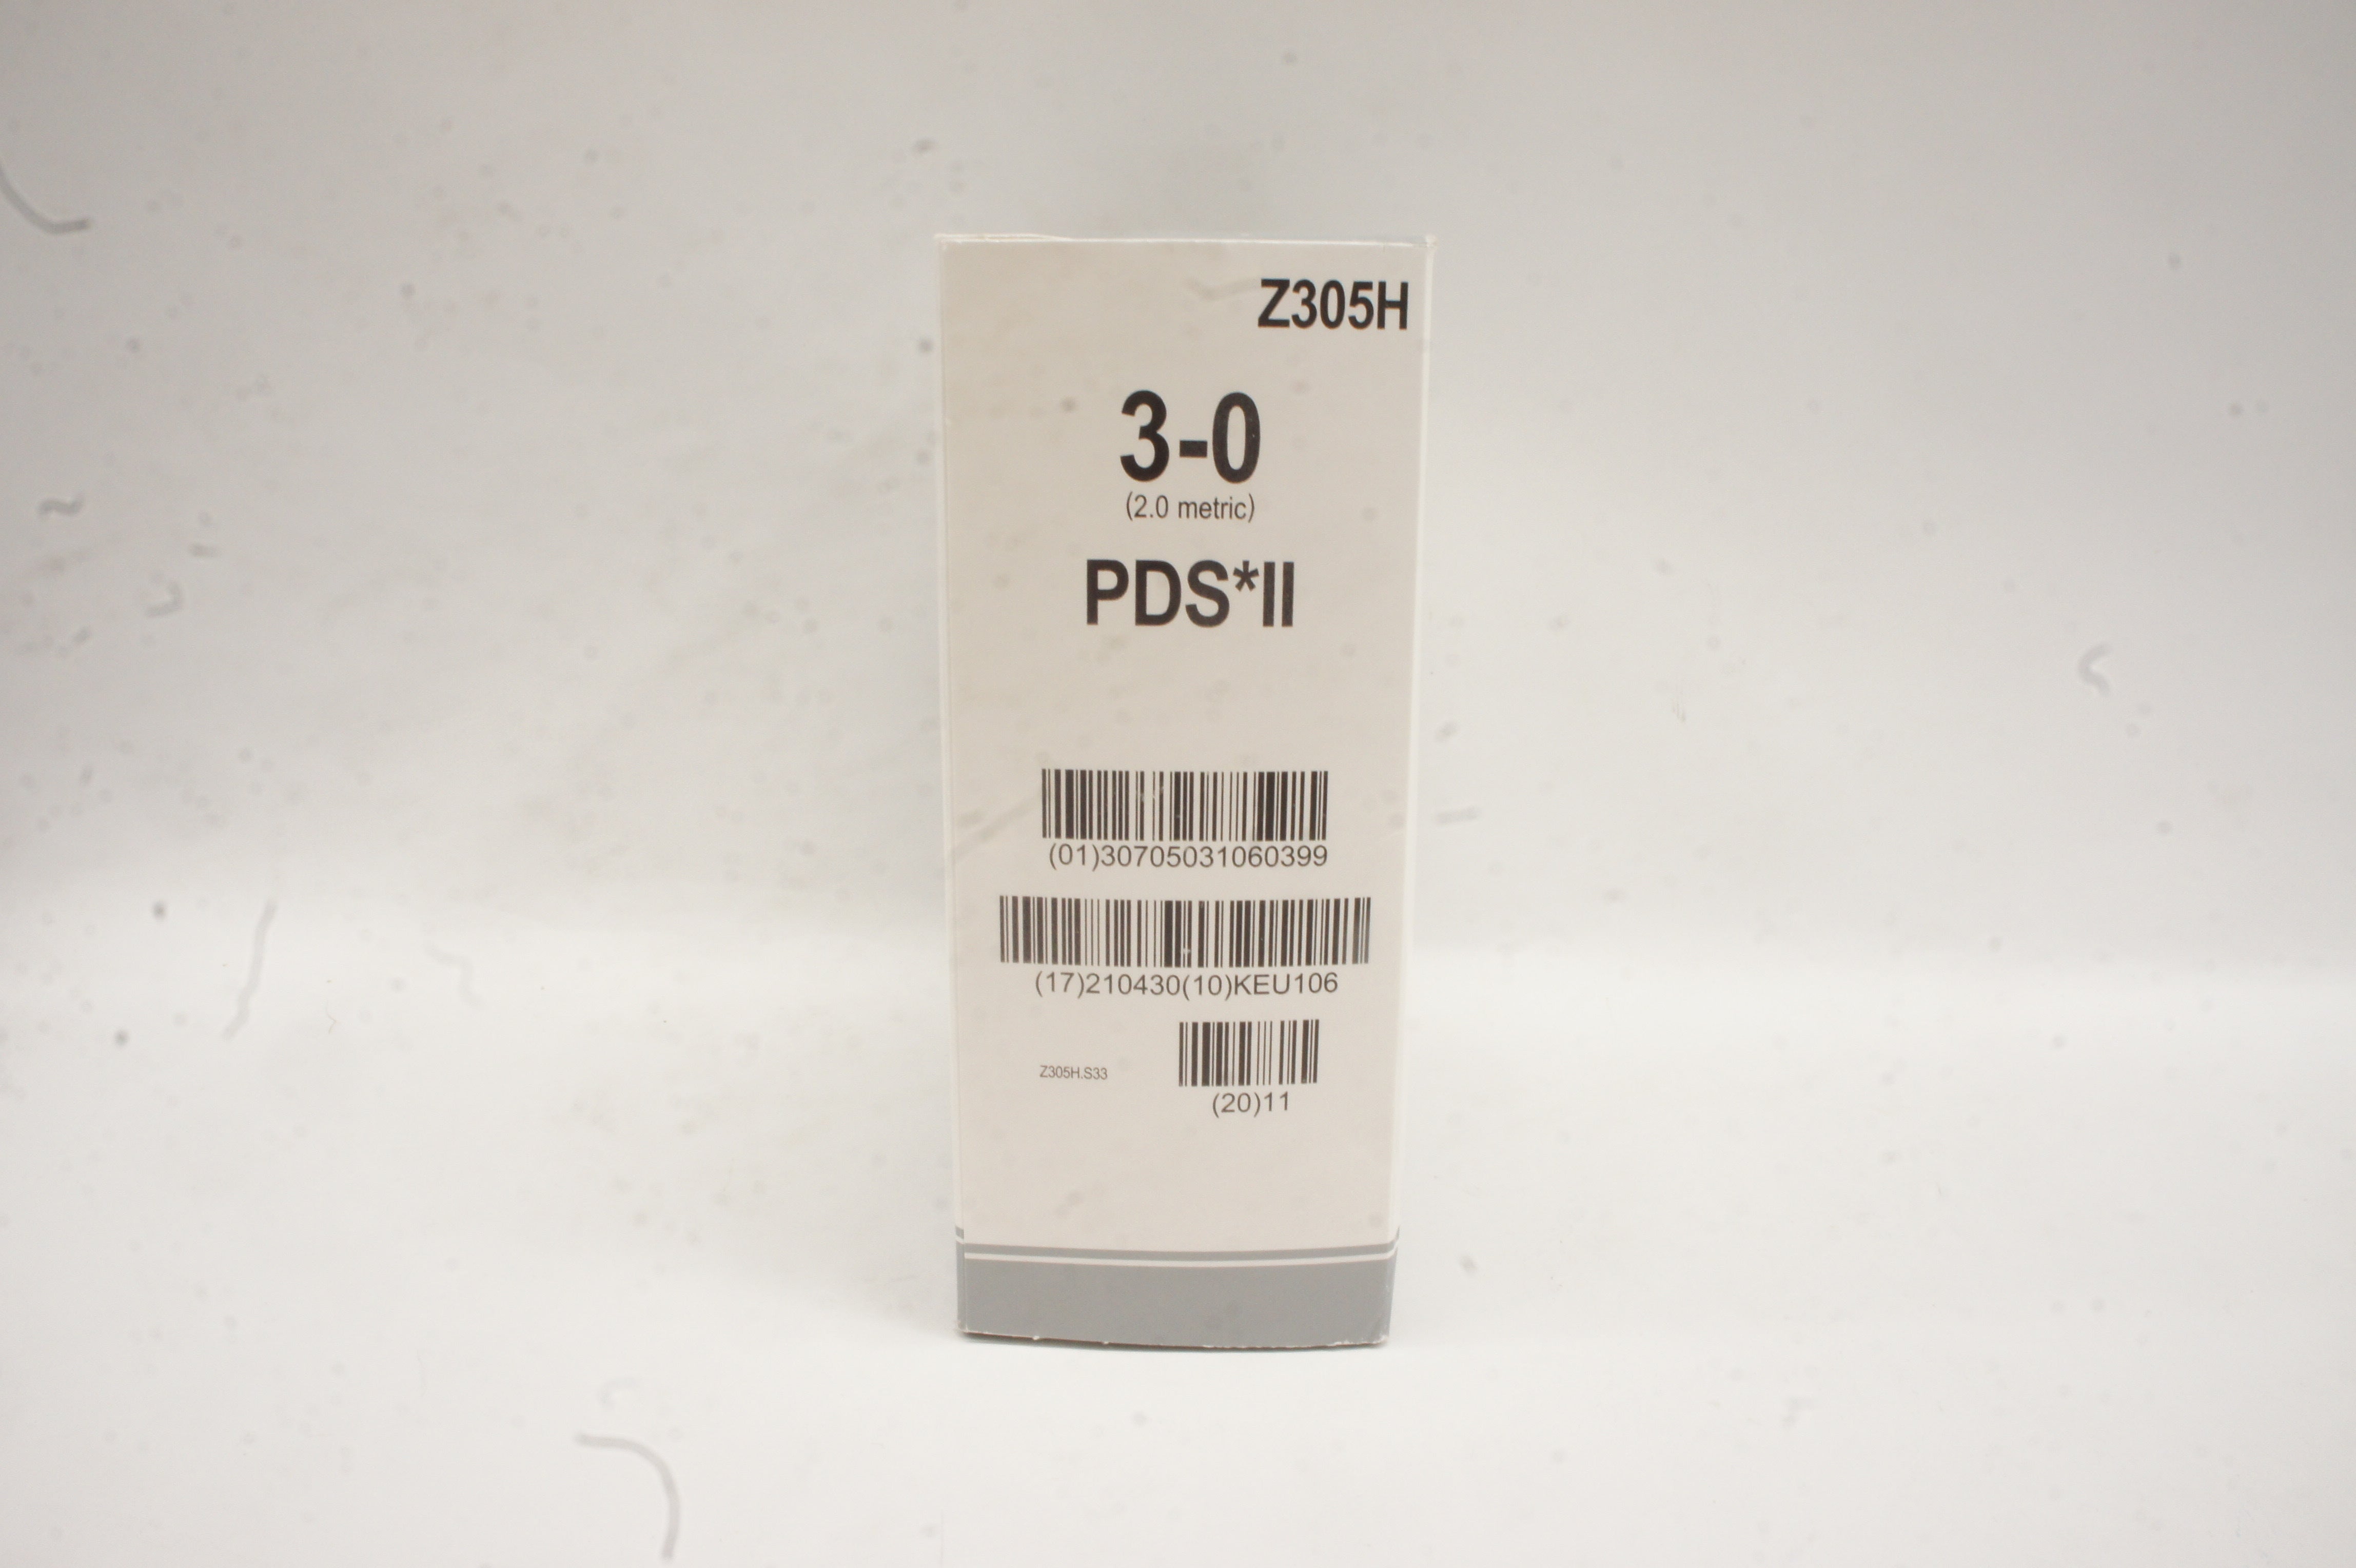 Z305H
3-0
(2.0 metric)
PDS*II
(01)30705031060399
(17)210430(10)KEU106
Z305H.S33
(20)11